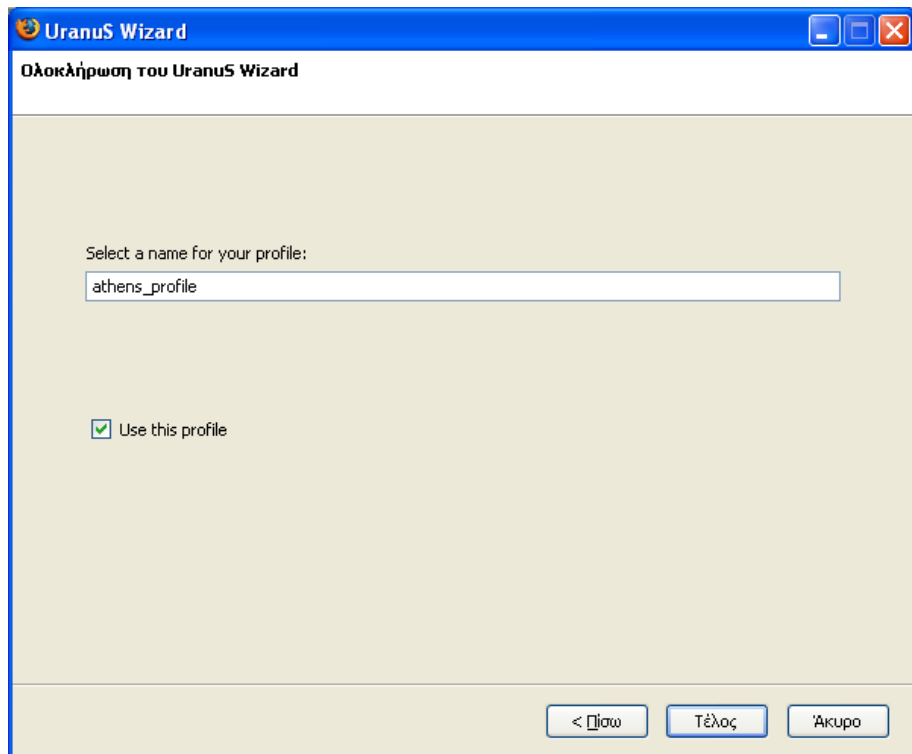 UranuS Wizard
Ολοκλήρωση του UranuS Wizard
Select a name for your profile:
athens_profile
Use this profile
< Πίσω
Τέλος
Άκυρο